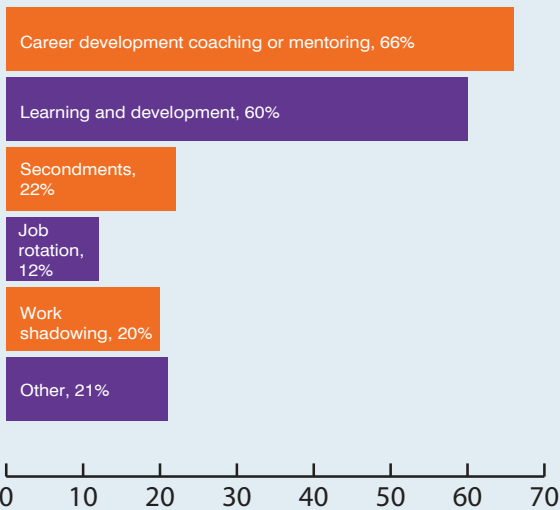 Career development coaching or mentoring, 66%
Learning and development, 60%
Secondments,
22%
Job
rotation,
12%
Work
shadowing, 20%
Other, 21%
0 10 20 30 40 50 60 70